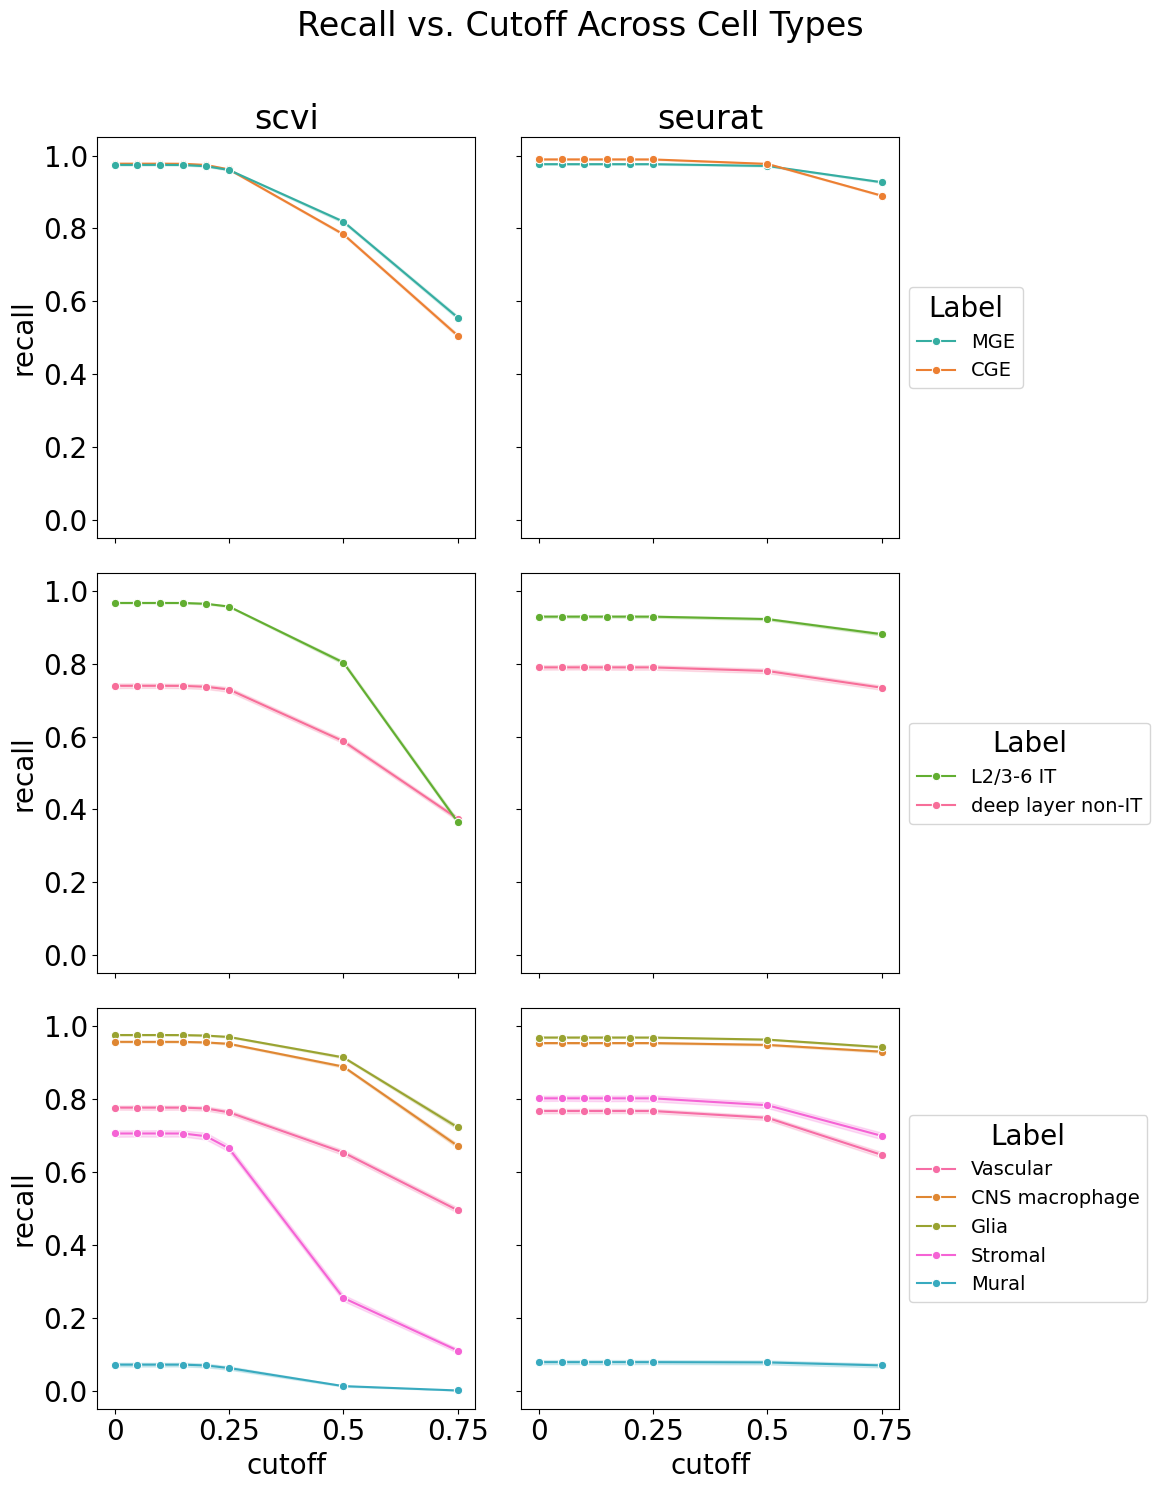 Recall vs. Cutoff Across Cell Types
scvi
seurat
1.0
0.8
0.6
0.4
0.2
0.0
recall
Label
MGE
CGE
1.0
0.8
0.6
0.4
0.2
0.0
recall
Label
L2/3-6 IT
deep layer non-IT
1.0
0.8
0.6
0.4
0.2
0.0
recall
Label
Vascular
CNS macrophage
Glia
Stromal
Mural
0 0.25 0.5 0.75
cutoff
0 0.25 0.5 0.75
cutoff